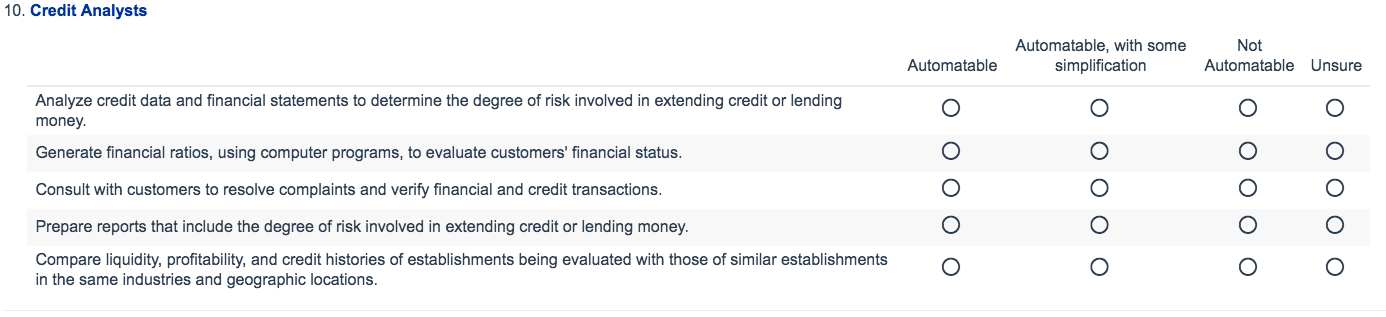 10. Credit Analysts
Automatable, with some Not
Automatable simplification Automatable Unsure
Analyze credit data and financial statements to determine the degree of risk involved in extending credit or lending
money.
Generate financial ratios, using computer programs, to evaluate customers' financial status.
Consult with customers to resolve complaints and verify financial and credit transactions.
Prepare reports that include the degree of risk involved in extending credit or lending money.
Compare liquidity, profitability, and credit histories of establishments being evaluated with those of similar establishments
in the same industries and geographic locations.